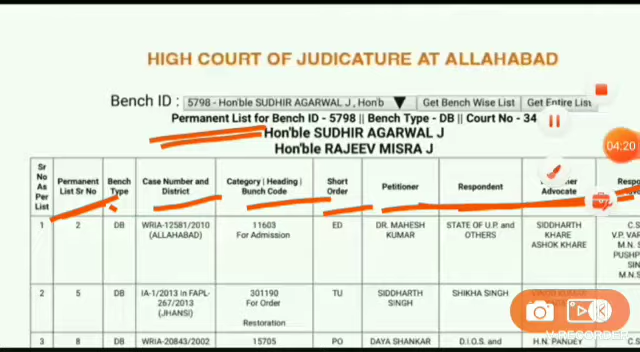 HIGH COURT OF JUDICATURE AT ALLAHABAD
Bench ID : 5798 - Hon'ble SUDHIR AGARWAL J , Hon'b Get Bench Wise List Get Entire List
Permanent List for Bench ID - 5798 || Bench Type - DB || Court No - 34
Hon'ble SUDHIR AGARWAL J
Hon'ble RAJEEV MISRA J
04:20
Sr No As Per List Permanent List Sr No Bench Type Case Number and District Category | Heading | Bunch Code Short Order Petitioner Respondent Advocate
1 2 DB WRIA-12581/2010 (ALLAHABAD) 11603 For Admission ED DR. MAHESH KUMAR STATE OF U.P. and OTHERS SIDDHARTH KHARE ASHOK KHARE C.S V.P. VAR M.N. S PUSHP SIN M.N.S
2 5 DB IA-1/2013 in FAPL-267/2013 (JHANSI) 301190 For Order Restoration TU SIDDHARTH SINGH SHIKHA SINGH
3 8 DB WRIA-20843/2002 15705 PO DAYA SHANKAR D.I.O.S. and H.N. PANDEY C.S
V RECORDER